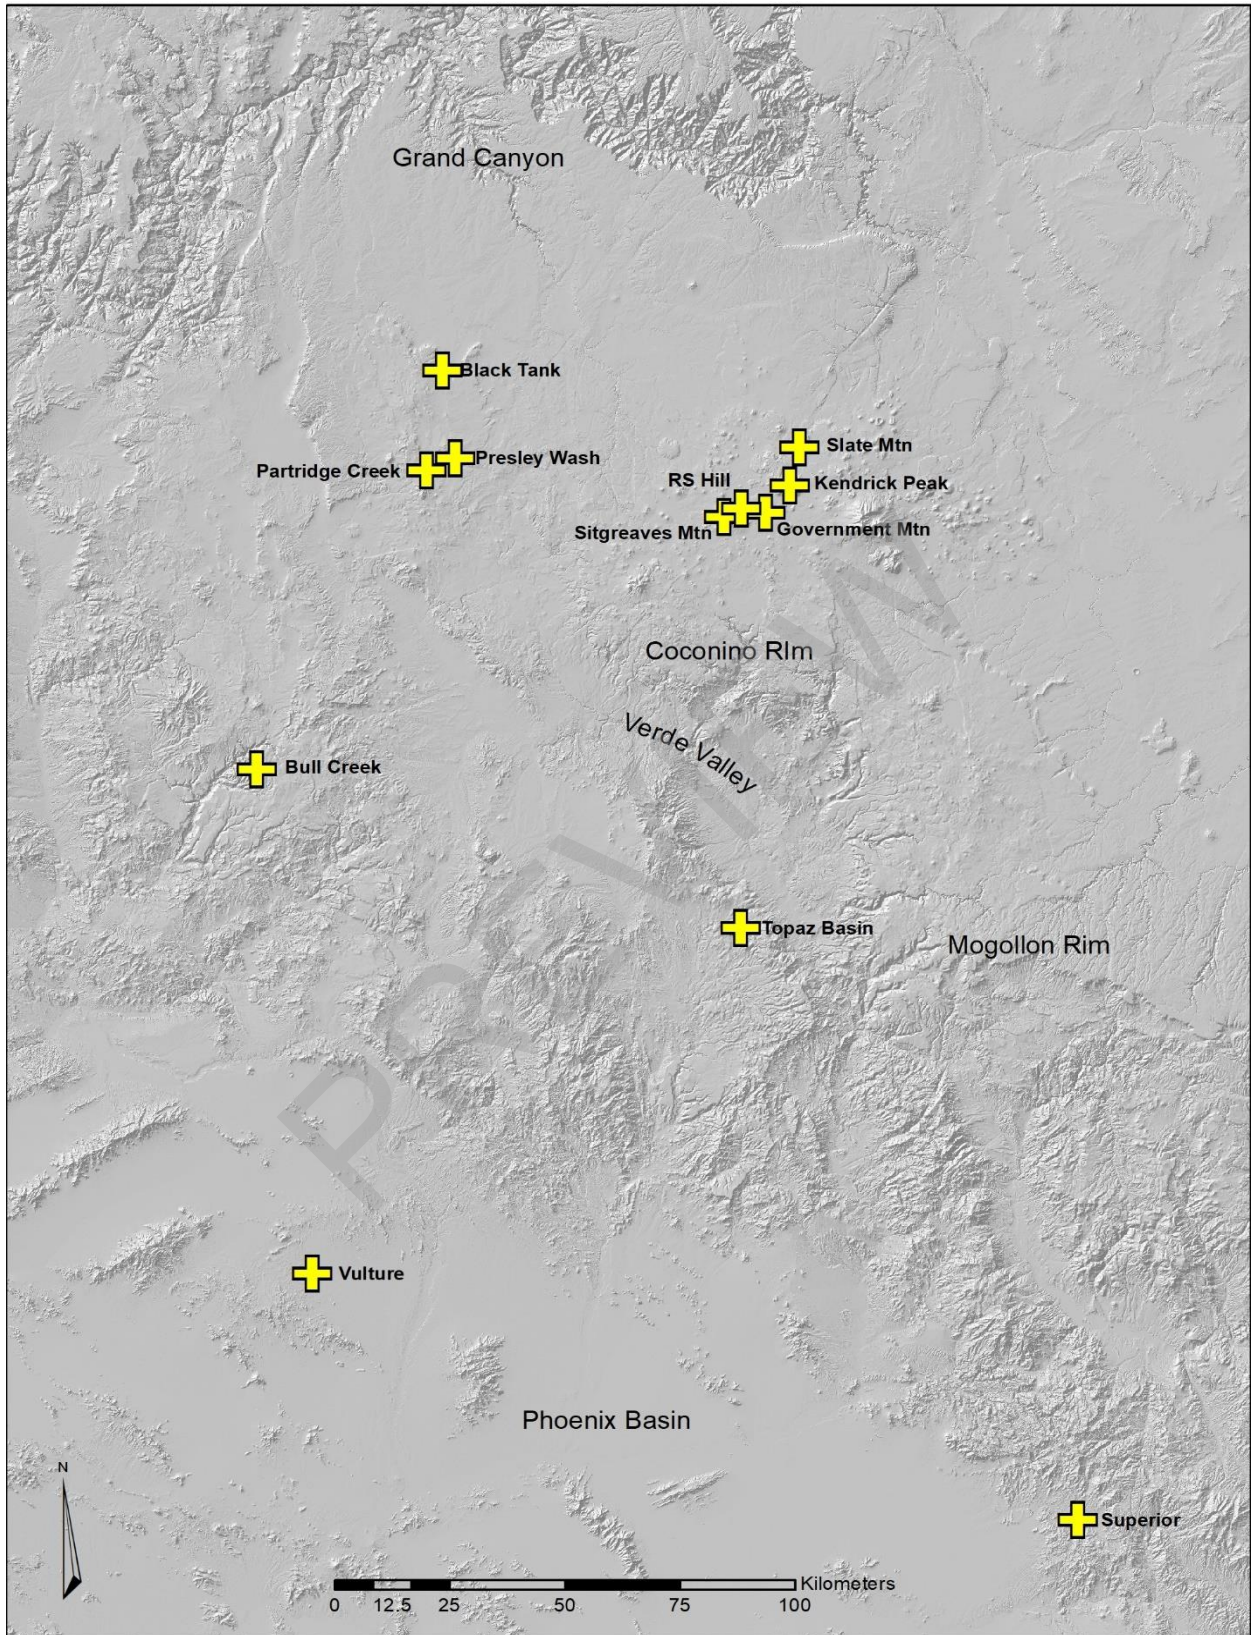 Grand Canyon
Black Tank
Slate Mtn
Partridge Creek
Presley Wash
RS Hill
Kendrick Peak
Sitgreaves Mtn
Government Mtn
Coconino RIm
Verde Valley
Bull Creek
Topaz Basin
Mogollon Rim
Vulture
Phoenix Basin
N
Superior
Kilometers
0 12.5 25 50 75 100